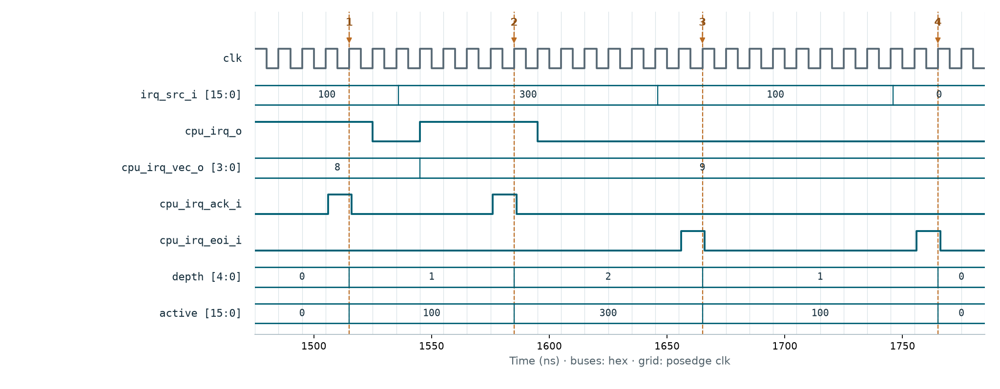 1 2 3 4
clk
irq_src_i [15:0] 100 300 100 0
cpu_irq_o
cpu_irq_vec_o [3:0] 8 9
cpu_irq_ack_i
cpu_irq_eoi_i
depth [4:0] 0 1 2 1 0
active [15:0] 0 100 300 100 0
1500 1550 1600 1650 1700 1750
Time (ns) · buses: hex · grid: posedge clk